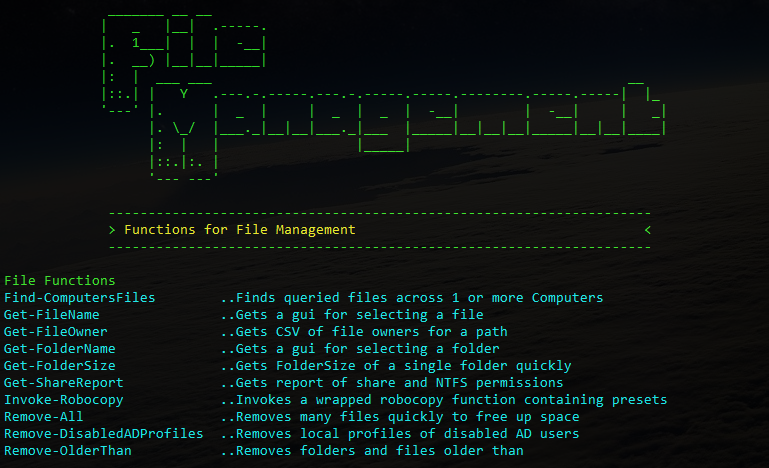 File
Management
> Functions for File Management <
File Functions
Find-ComputersFiles ..Finds queried files across 1 or more Computers
Get-FileName ..Gets a gui for selecting a file
Get-FileOwner ..Gets CSV of file owners for a path
Get-FolderName ..Gets a gui for selecting a folder
Get-FolderSize ..Gets FolderSize of a single folder quickly
Get-ShareReport ..Gets report of share and NTFS permissions
Invoke-Robocopy ..Invokes a wrapped robocopy function containing presets
Remove-All ..Removes many files quickly to free up space
Remove-DisabledADProfiles ..Removes local profiles of disabled AD users
Remove-OlderThan ..Removes folders and files older than